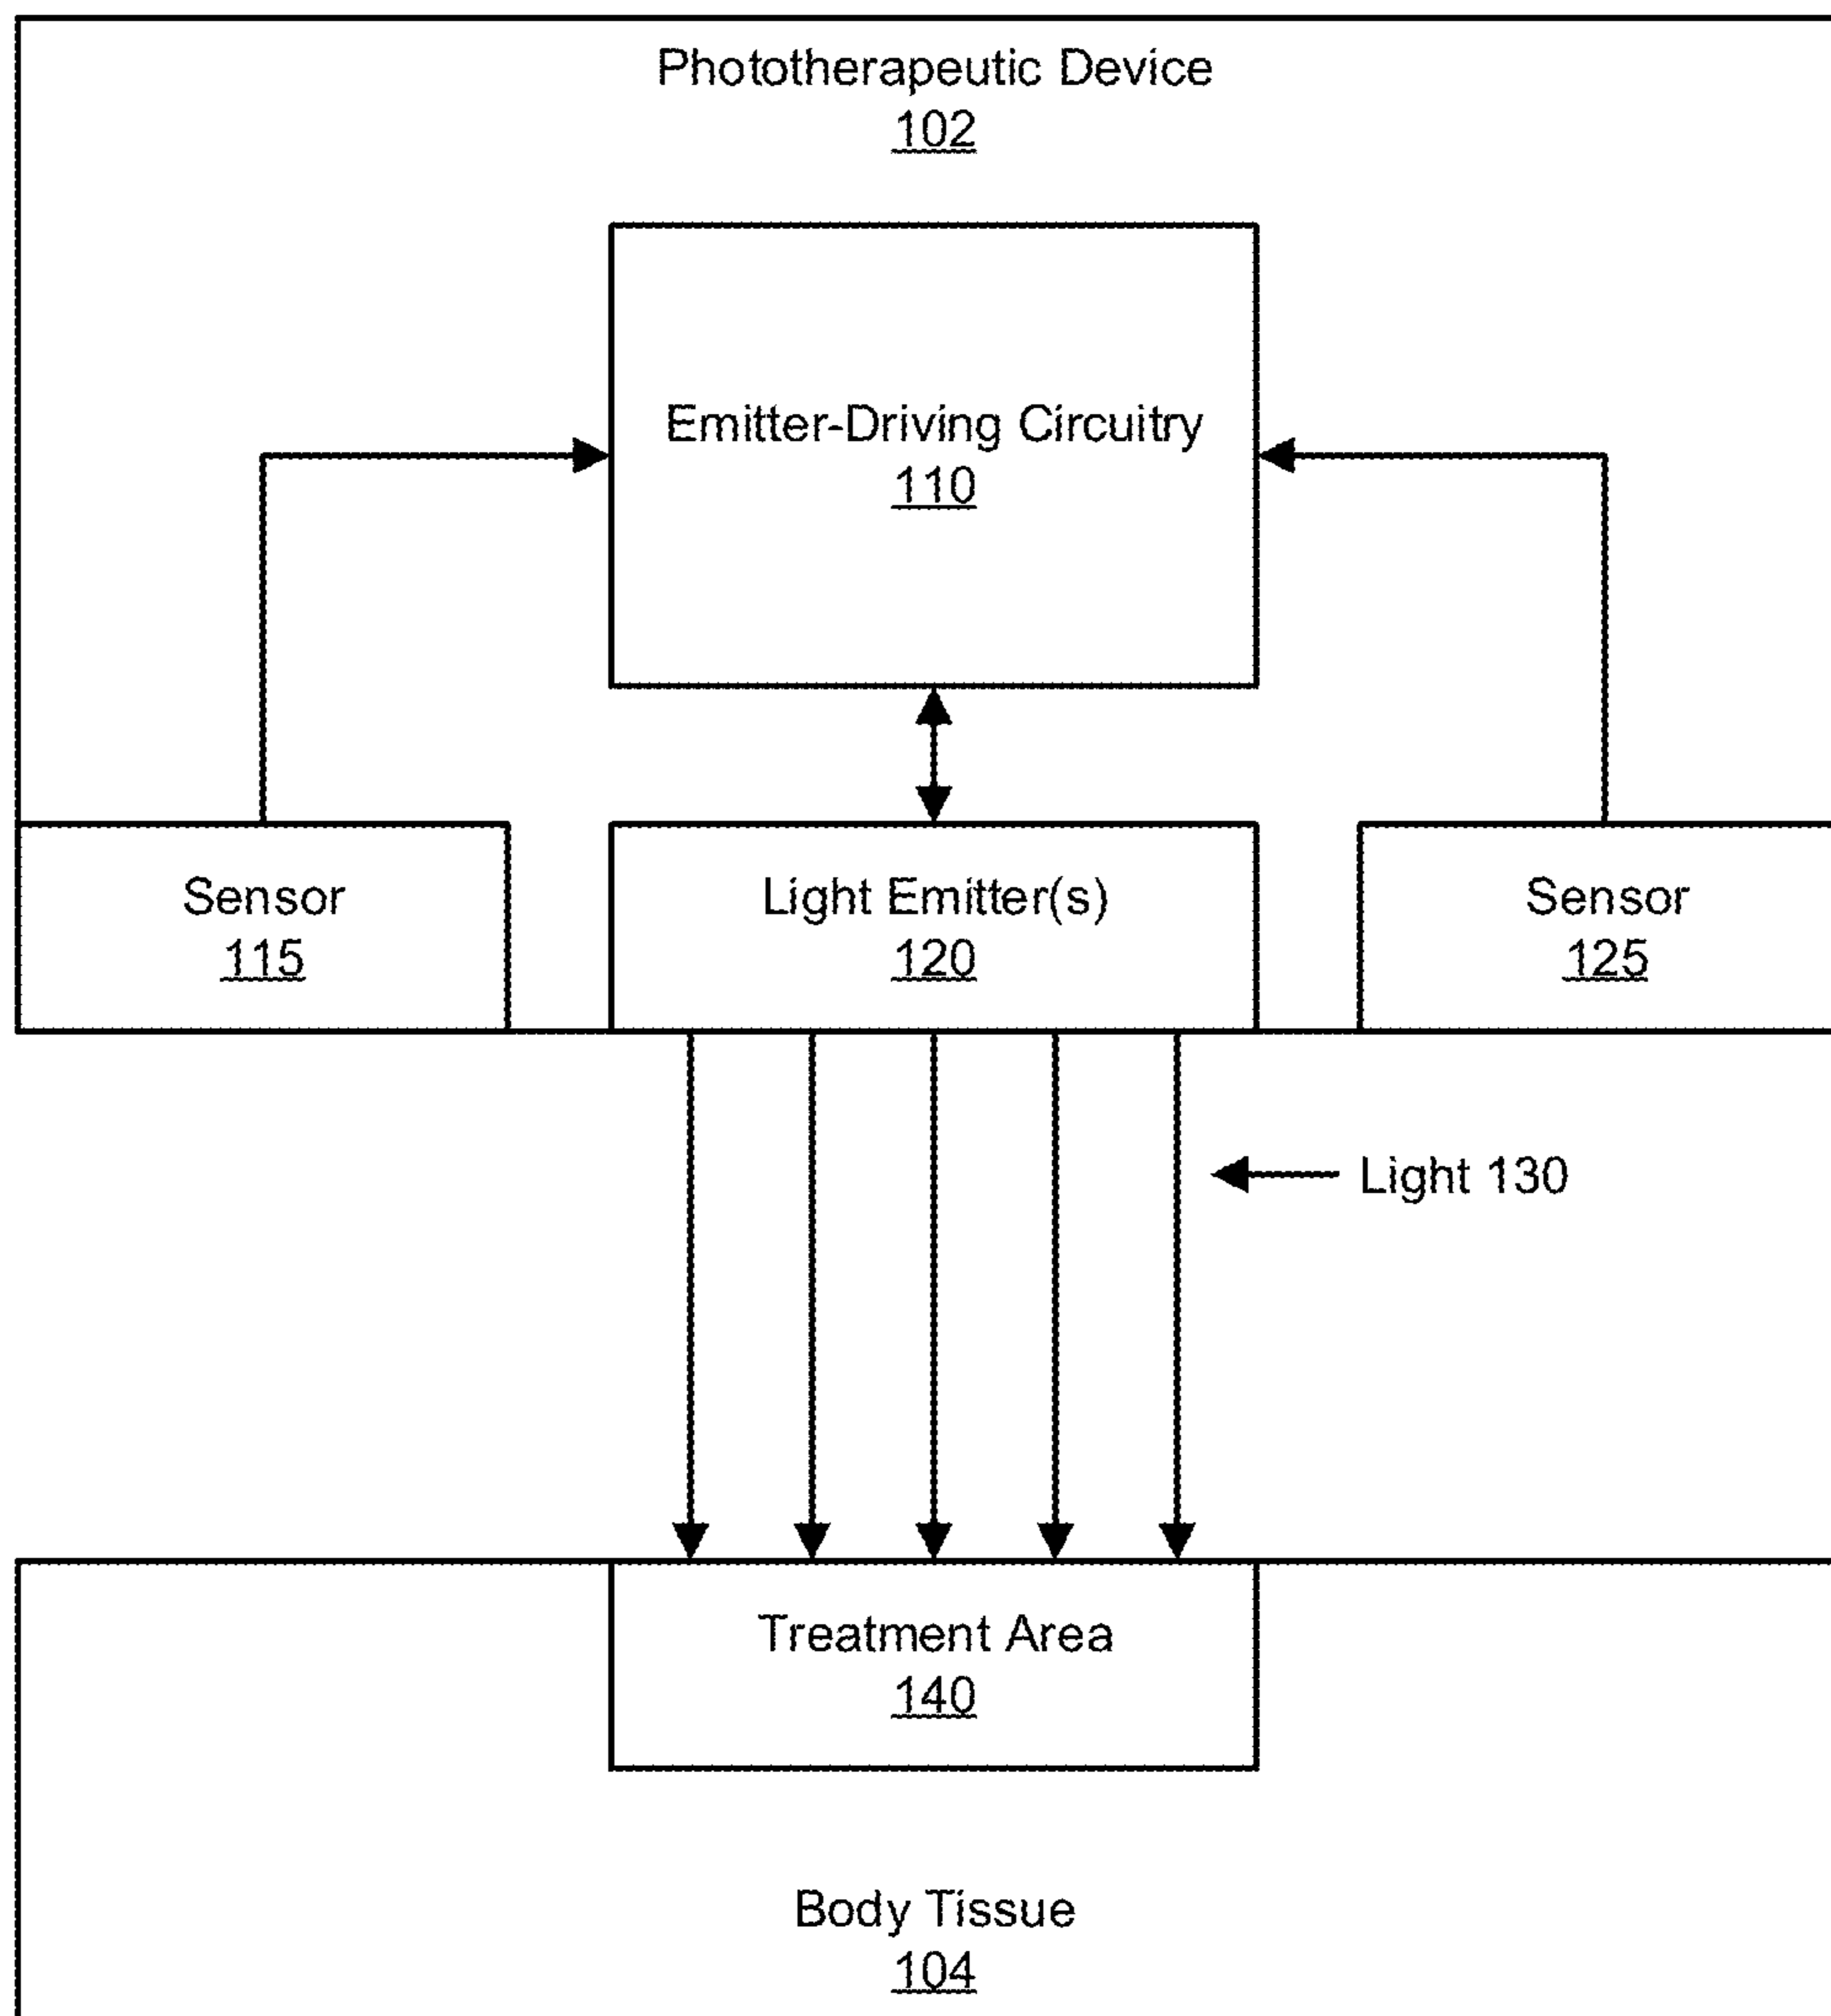 Phototherapeutic Device
102
Emitter-Driving Circuitry
110
Sensor
115
Light Emitter(s)
120
Sensor
125
Light 130
Treatment Area
140
Body Tissue
104